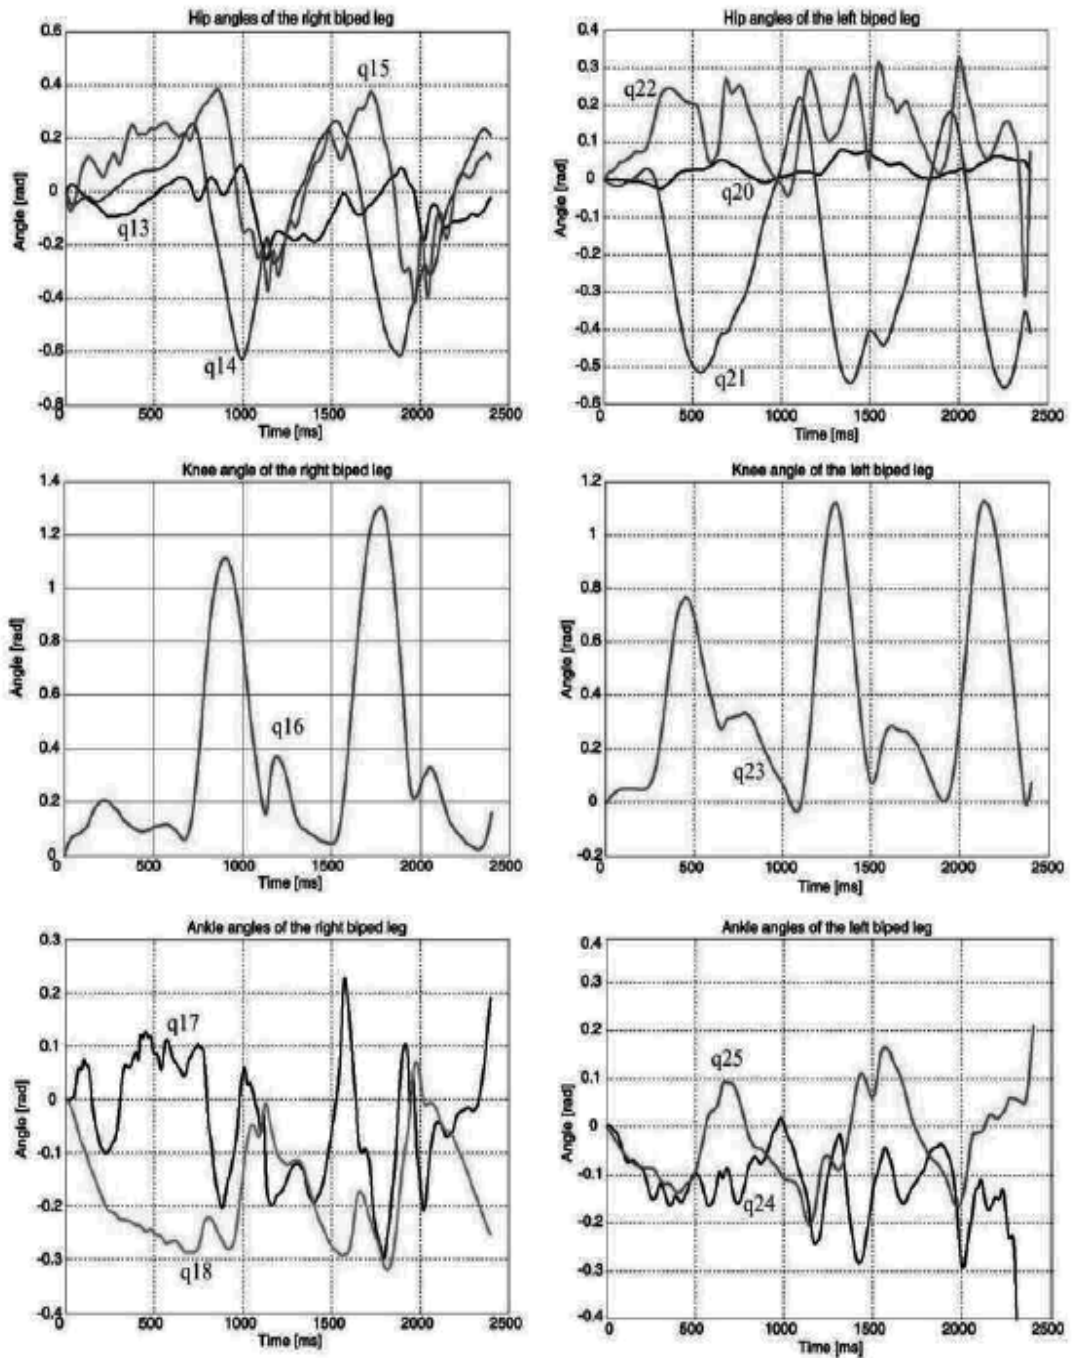 Hip angles of the right biped leg
0.6
0.4
0.2
0
-0.2
-0.4
-0.6
-0.8
Angle [rad]
q15
q13
q14
0 500 1000 1500 2000 2500
Time [ms]
Hip angles of the left biped leg
0.4
0.3
0.2
0.1
0
-0.1
-0.2
-0.3
-0.4
-0.5
-0.6
Angle [rad]
q22
q20
q21
0 500 1000 1500 2000 2500
Time [ms]
Knee angle of the right biped leg
1.4
1.2
1
0.8
0.6
0.4
0.2
0
Angle [rad]
q16
0 500 1000 1500 2000 2500
Time [ms]
Knee angle of the left biped leg
1.2
1
0.8
0.6
0.4
0.2
0
-0.2
Angle [rad]
q23
0 500 1000 1500 2000 2500
Time [ms]
Ankle angles of the right biped leg
0.3
0.2
0.1
0
-0.1
-0.2
-0.3
-0.4
Angle [rad]
q17
q18
0 500 1000 1500 2000 2500
Time [ms]
Ankle angles of the left biped leg
0.4
0.3
0.2
0.1
0
-0.1
-0.2
-0.3
-0.4
Angle [rad]
q25
q24
0 500 1000 1500 2000 2500
Time [ms]